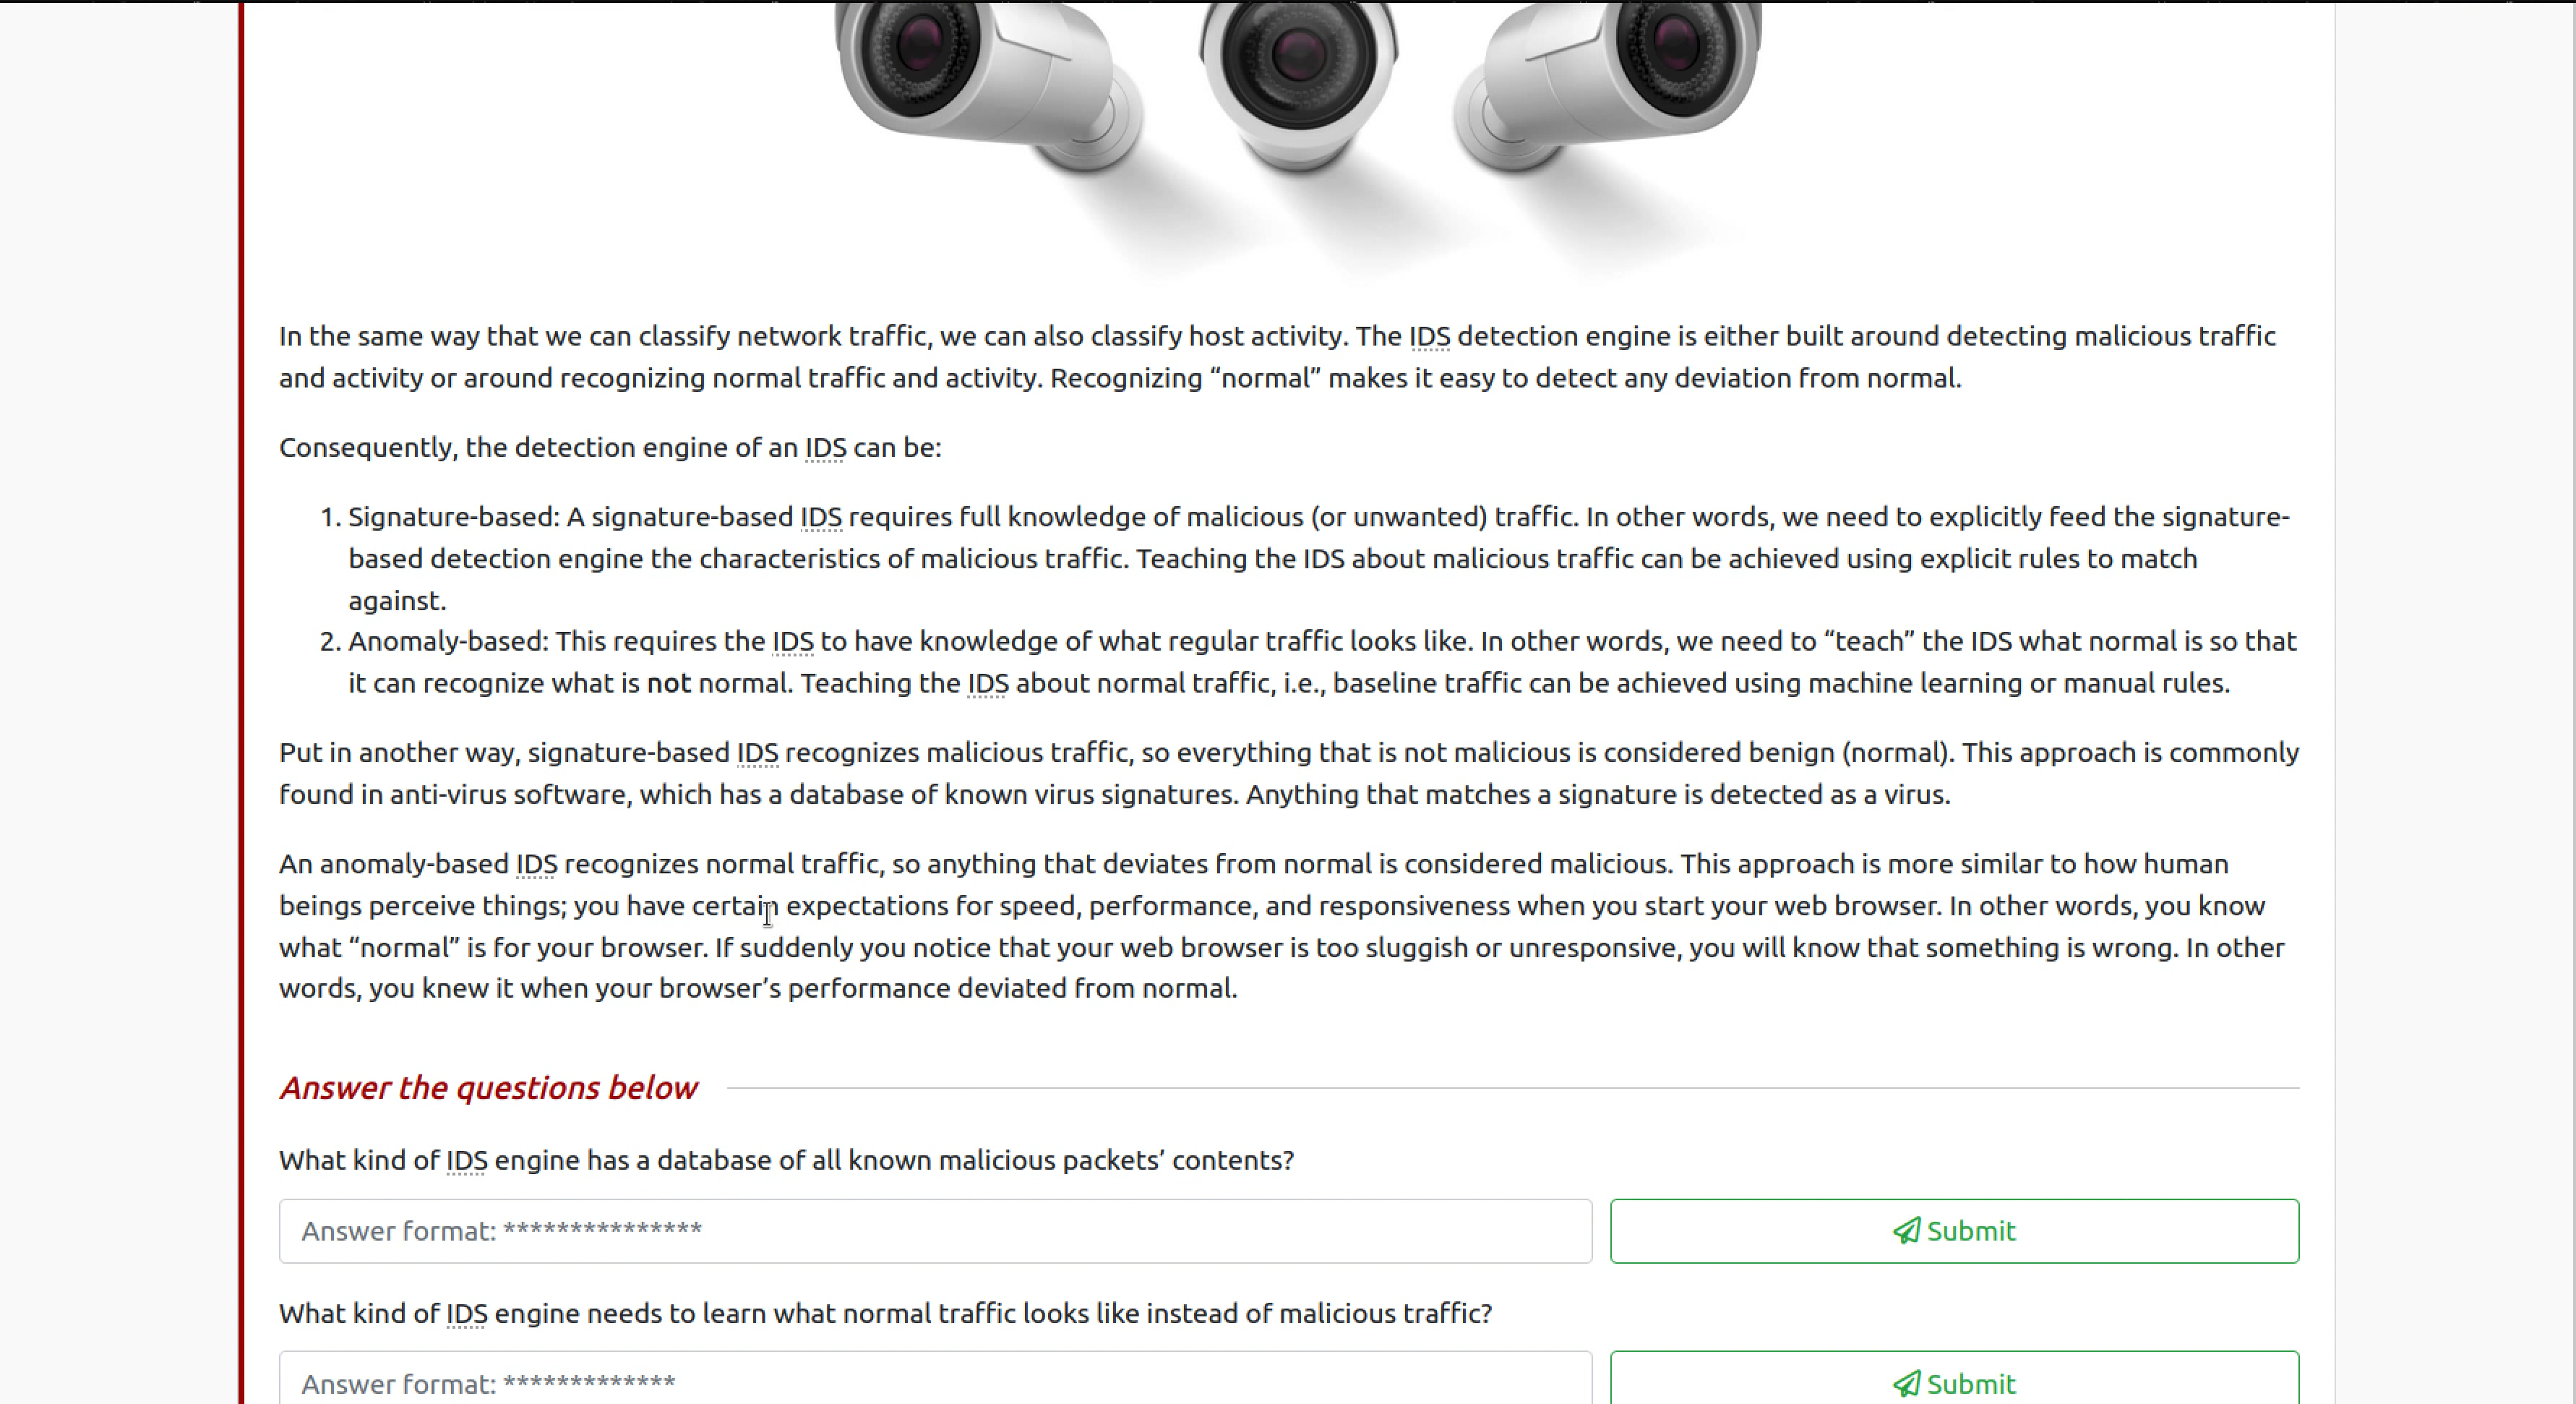 In the same way that we can classify network traffic, we can also classify host activity. The IDS detection engine is either built around detecting malicious traffic
and activity or around recognizing normal traffic and activity. Recognizing “normal” makes it easy to detect any deviation from normal.
Consequently, the detection engine of an IDS can be:
1. Signature-based: A signature-based IDS requires full knowledge of malicious (or unwanted) traffic. In other words, we need to explicitly feed the signature-
based detection engine the characteristics of malicious traffic. Teaching the IDS about malicious traffic can be achieved using explicit rules to match
against.
2. Anomaly-based: This requires the IDS to have knowledge of what regular traffic looks like. In other words, we need to “teach” the IDS what normal is so that
it can recognize what is not normal. Teaching the IDS about normal traffic, i.e., baseline traffic can be achieved using machine learning or manual rules.
Put in another way, signature-based IDS recognizes malicious traffic, so everything that is not malicious is considered benign (normal). This approach is commonly
found in anti-virus software, which has a database of known virus signatures. Anything that matches a signature is detected as a virus.
An anomaly-based IDS recognizes normal traffic, so anything that deviates from normal is considered malicious. This approach is more similar to how human
beings perceive things; you have certain expectations for speed, performance, and responsiveness when you start your web browser. In other words, you know
what “normal” is for your browser. If suddenly you notice that your web browser is too sluggish or unresponsive, you will know that something is wrong. In other
words, you knew it when your browser’s performance deviated from normal.
Answer the questions below
What kind of IDS engine has a database of all known malicious packets’ contents?
Answer format: ***************
Submit
What kind of IDS engine needs to learn what normal traffic looks like instead of malicious traffic?
Answer format: *************
Submit